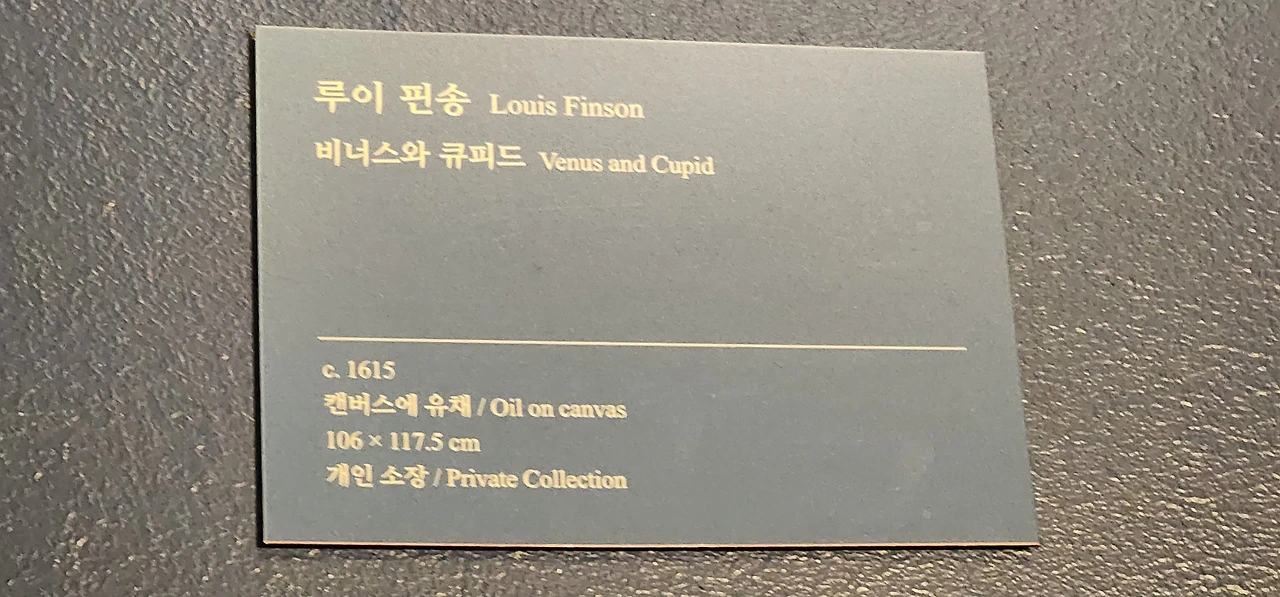 루이 핀송 Louis Finson
비너스와 큐피드 Venus and Cupid
c. 1615
캔버스에 유채 / Oil on canvas
106 × 117.5 cm
개인 소장 / Private Collection